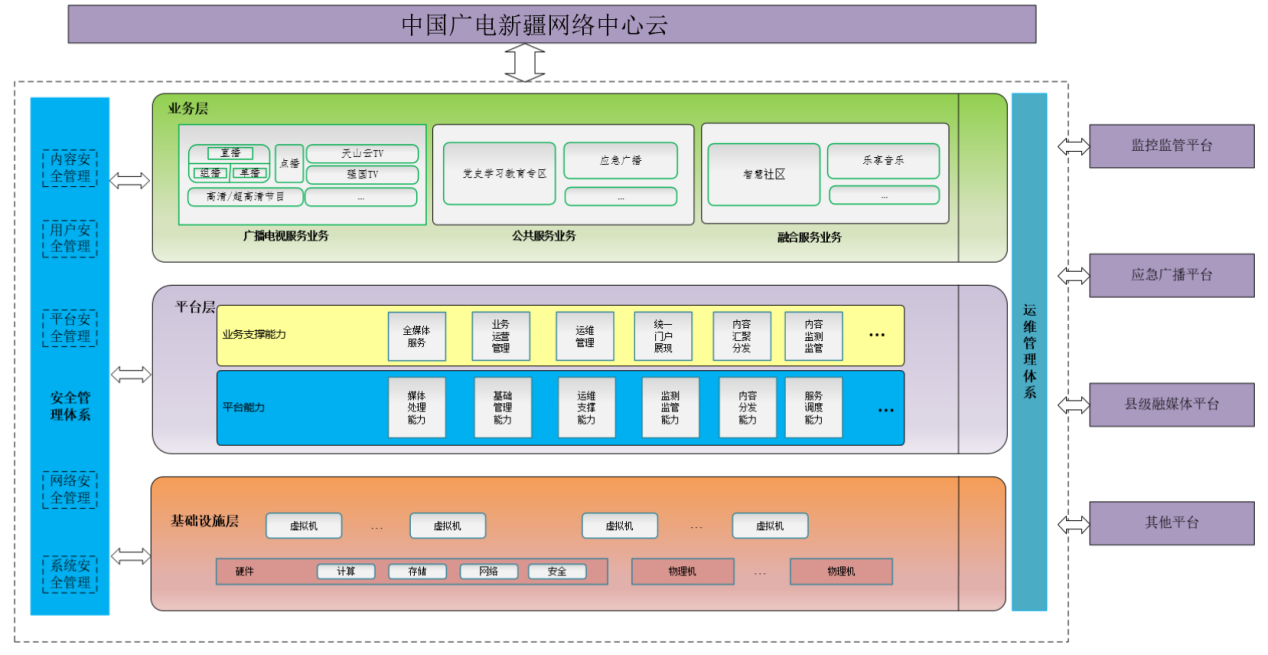 中国广电新疆网络中心云
内容安
全管理
用户安
全管理
平台安
全管理
安全管
理体系
网络安
全管理
系统安
全管理
业务层
直播
组播
单播
点播
天山云TV
强国TV
高清/超高清节目
...
广播电视服务业务
党史学习教育专区
应急广播
...
公共服务业务
智慧社区
乐享音乐
...
融合服务业务
平台层
业务支撑能力
全媒体
服务
业务
运营
管理
运维
管理
统一
门户
展现
内容
汇聚
分发
内容
监测
监管
...
平台能力
媒体
处理
能力
基础
管理
能力
运维
支撑
能力
监测
监管
能力
内容
分发
能力
服务
调度
能力
...
基础设施层
虚拟机
...
虚拟机
虚拟机
...
虚拟机
硬件
计算
存储
网络
安全
物理机
...
物理机
运
维
管
理
体
系
监控监管平台
应急广播平台
县级融媒体平台
其他平台